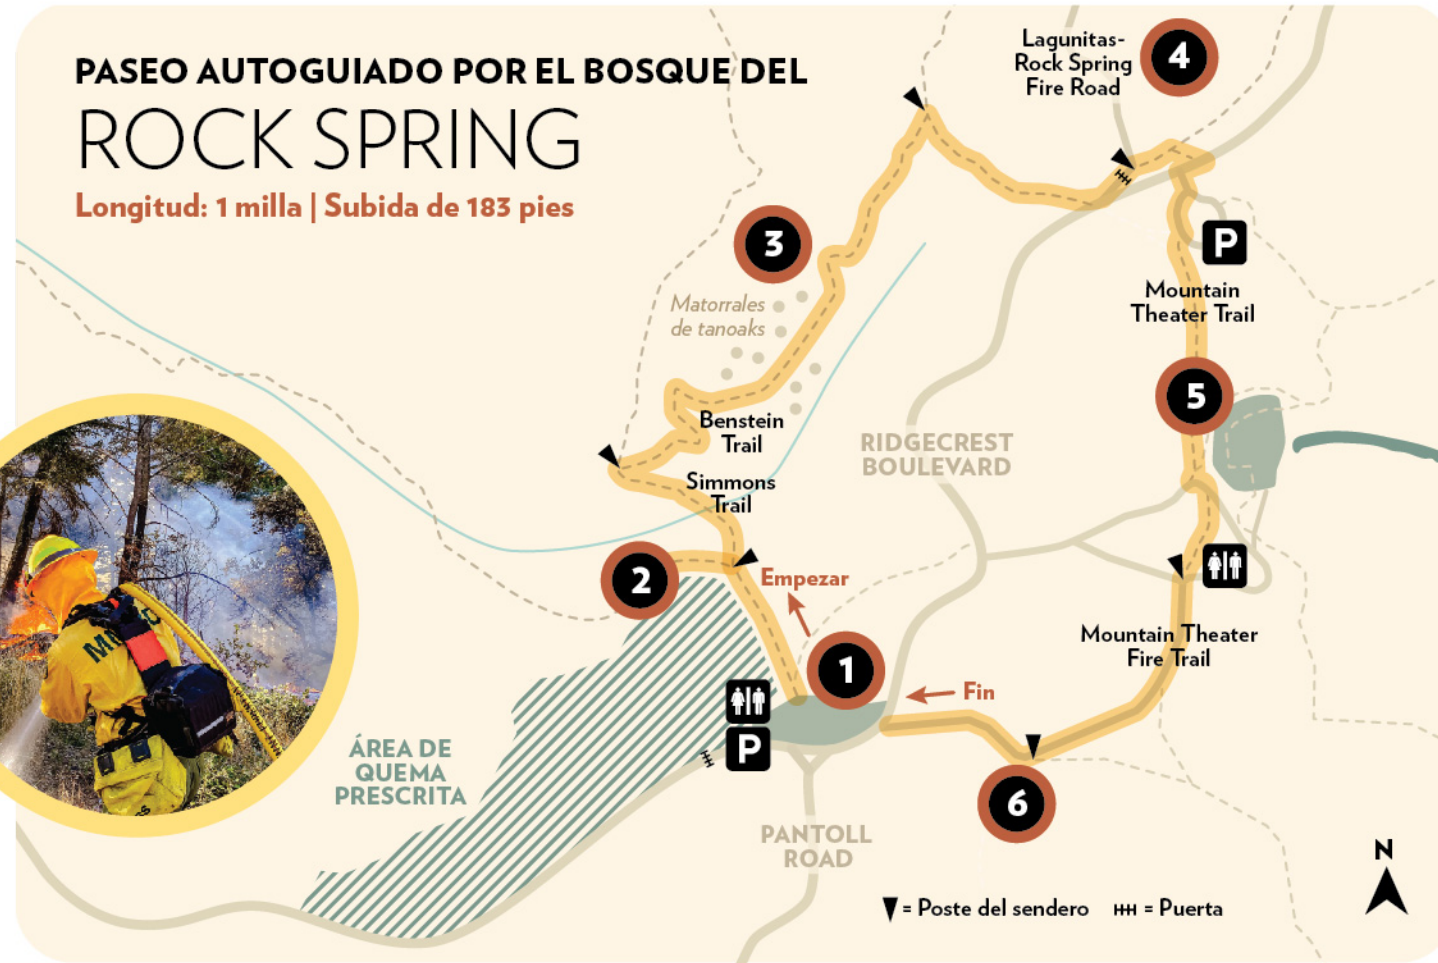 PASEO AUTOGUIADO POR EL BOSQUE DEL
ROCK SPRING
Longitud: 1 milla | Subida de 183 pies
Lagunitas-
Rock Spring
Fire Road
4
3
P
Matorrales
de tanoaks
Mountain
Theater Trail
5
Benstein
Trail
RIDGECREST
BOULEVARD
Simmons
Trail
2
Empezar
Mountain Theater
Fire Trail
1
Fin
P
ÁREA DE
QUEMA
PRESCRITA
6
PANTOLL
ROAD
N
= Poste del sendero
= Puerta